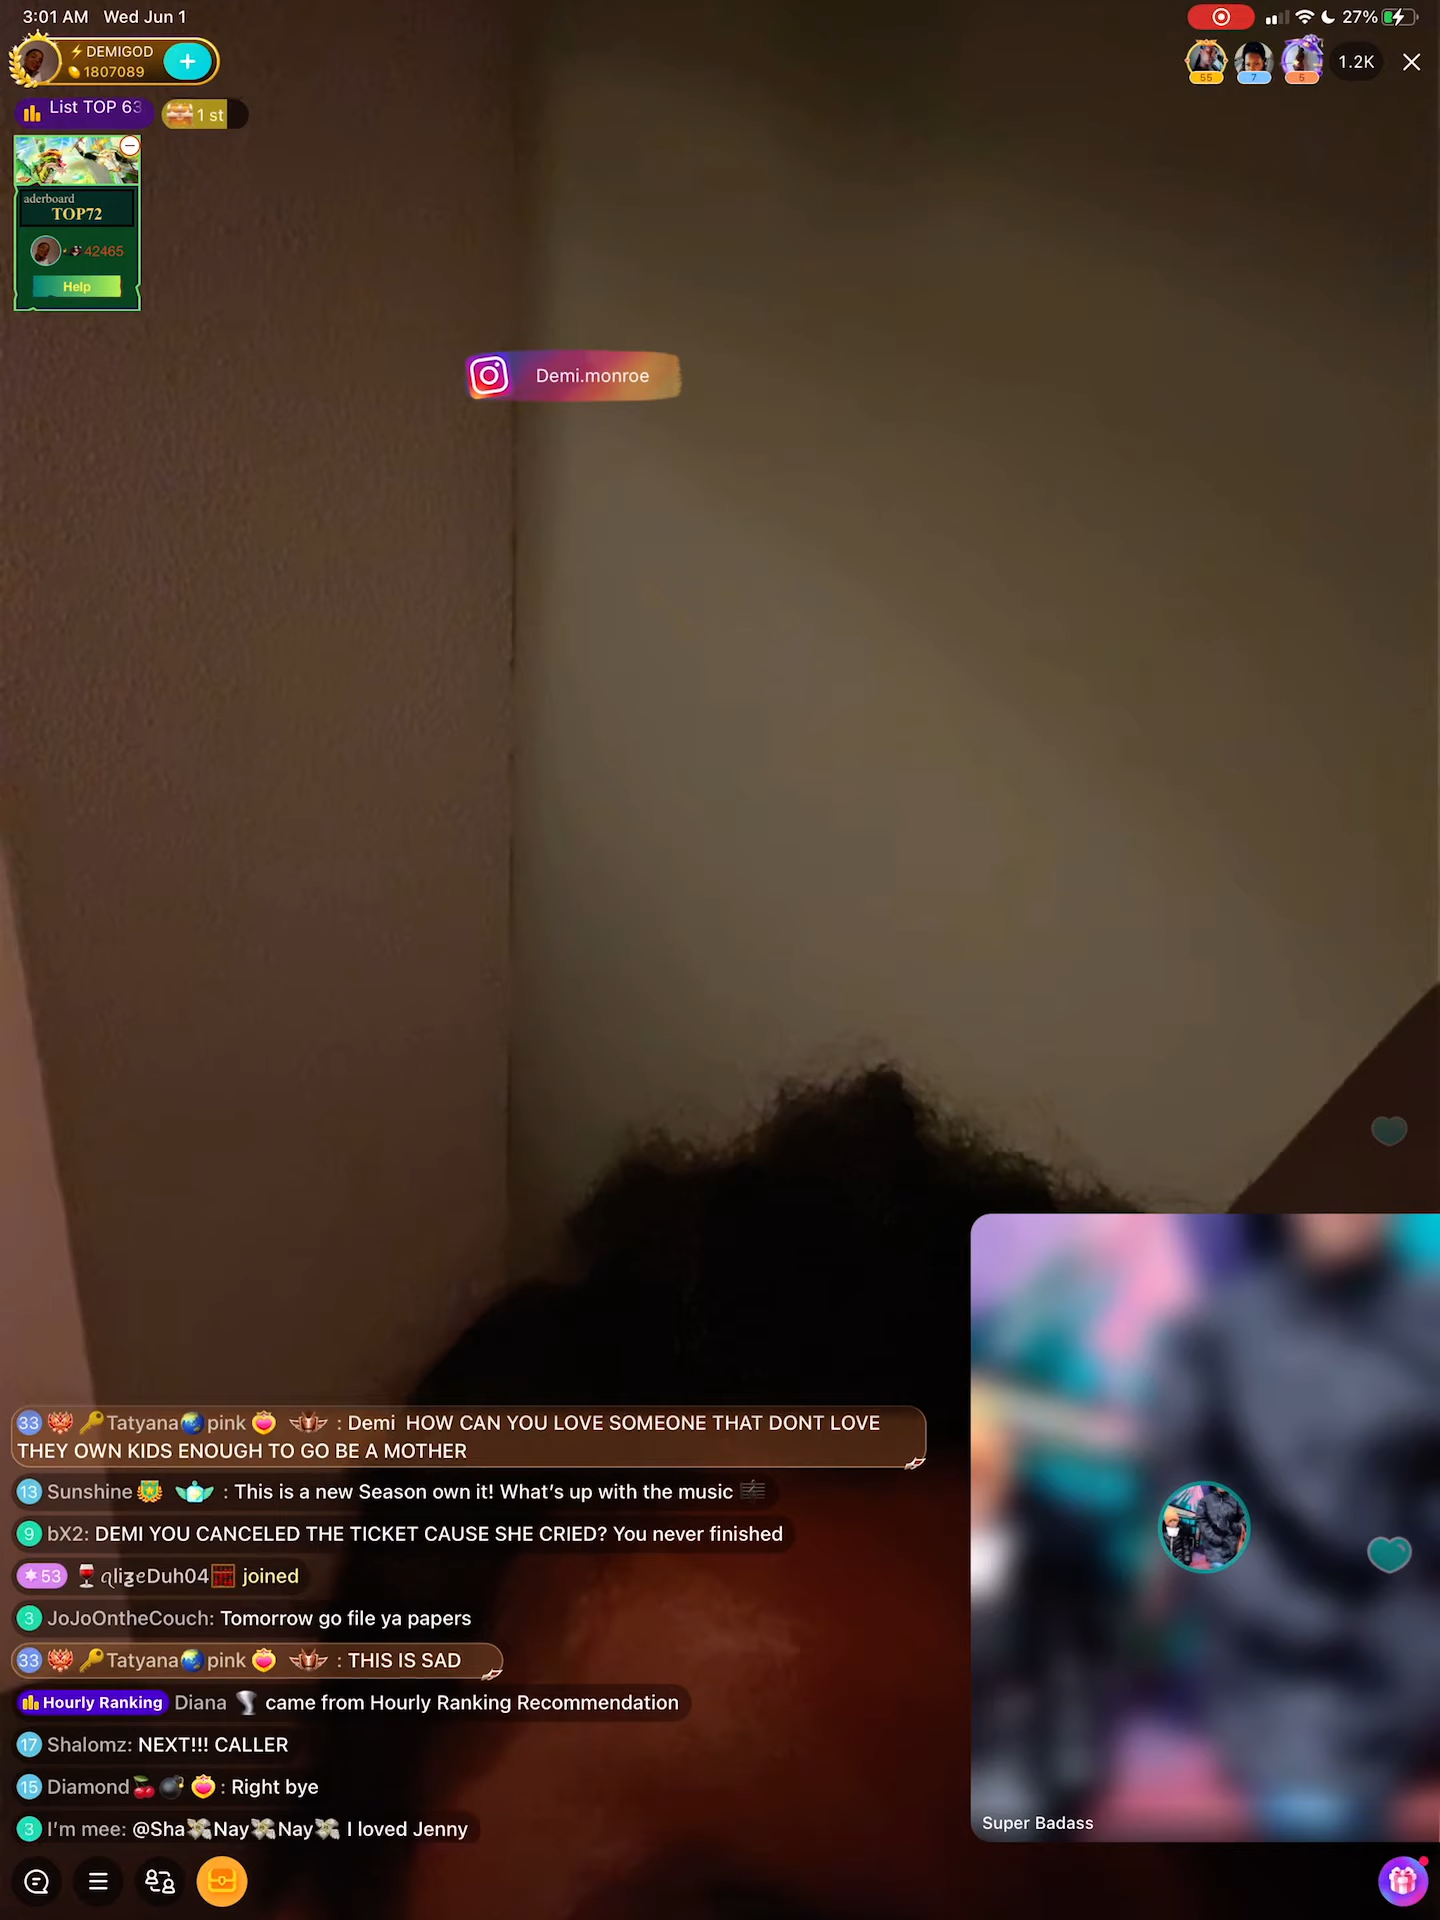 3:01 AM Wed Jun 1
27%
⚡DEMIGOD
1807089
55
7
5
1.2K
List TOP 63
1 st
aderboard
TOP72
42465
Help
Demi.monroe
33 Tatyana🌏pink : Demi HOW CAN YOU LOVE SOMEONE THAT DONT LOVE
THEY OWN KIDS ENOUGH TO GO BE A MOTHER
13 Sunshine : This is a new Season own it! What's up with the music 🎼
9 bX2: DEMI YOU CANCELED THE TICKET CAUSE SHE CRIED? You never finished
53 🍷qlizeDuh04 joined
3 JoJoOntheCouch: Tomorrow go file ya papers
33 Tatyana🌏pink : THIS IS SAD
Hourly Ranking Diana 🌪 came from Hourly Ranking Recommendation
17 Shalomz: NEXT!!! CALLER
15 Diamond🍒💣 : Right bye
3 I'm mee: @Sha💸Nay💸Nay💸 I loved Jenny
Super Badass